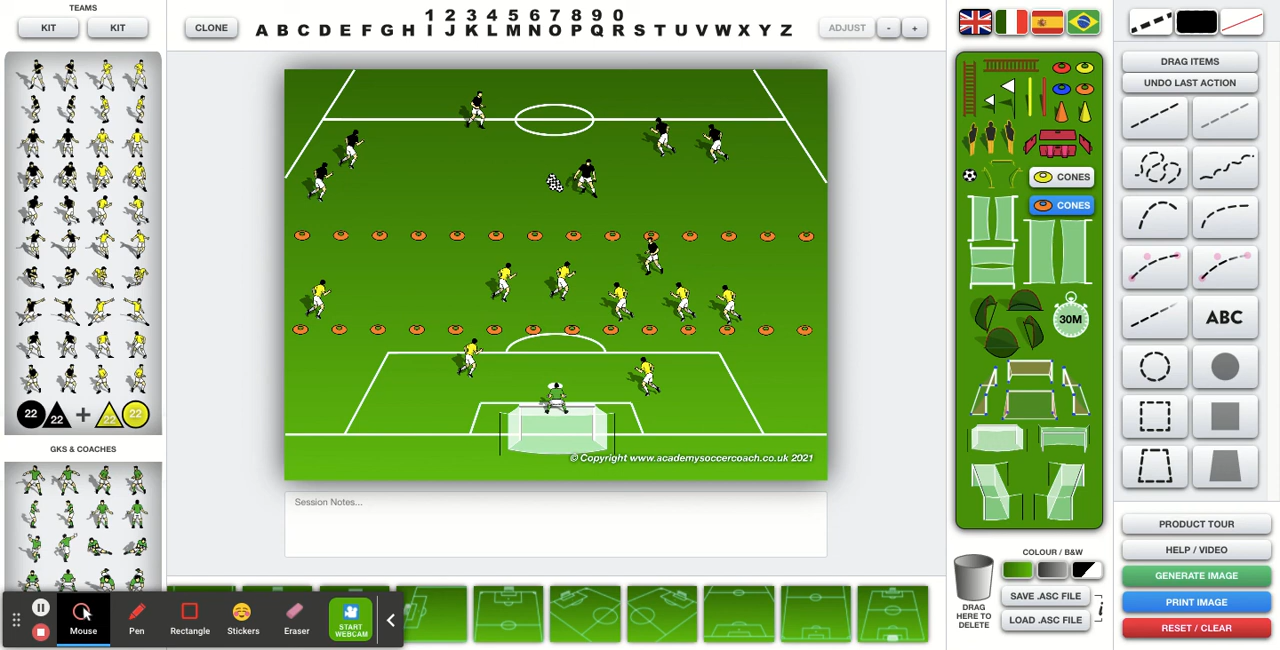 TEAMS
KIT
KIT
CLONE
1 2 3 4 5 6 7 8 9 0
A B C D E F G H I J K L M N O P Q R S T U V W X Y Z
ADJUST
-
+
22
22
22
22
GKS & COACHES
© Copyright www.academysoccercoach.co.uk 2021
Session Notes...
Mouse
Pen
Rectangle
Stickers
Eraser
START
WEBCAM
CONES
CONES
30M
COLOUR / B&W
DRAG
HERE TO
DELETE
SAVE .ASC FILE
LOAD .ASC FILE
DRAG ITEMS
UNDO LAST ACTION
ABC
PRODUCT TOUR
HELP / VIDEO
GENERATE IMAGE
PRINT IMAGE
RESET / CLEAR